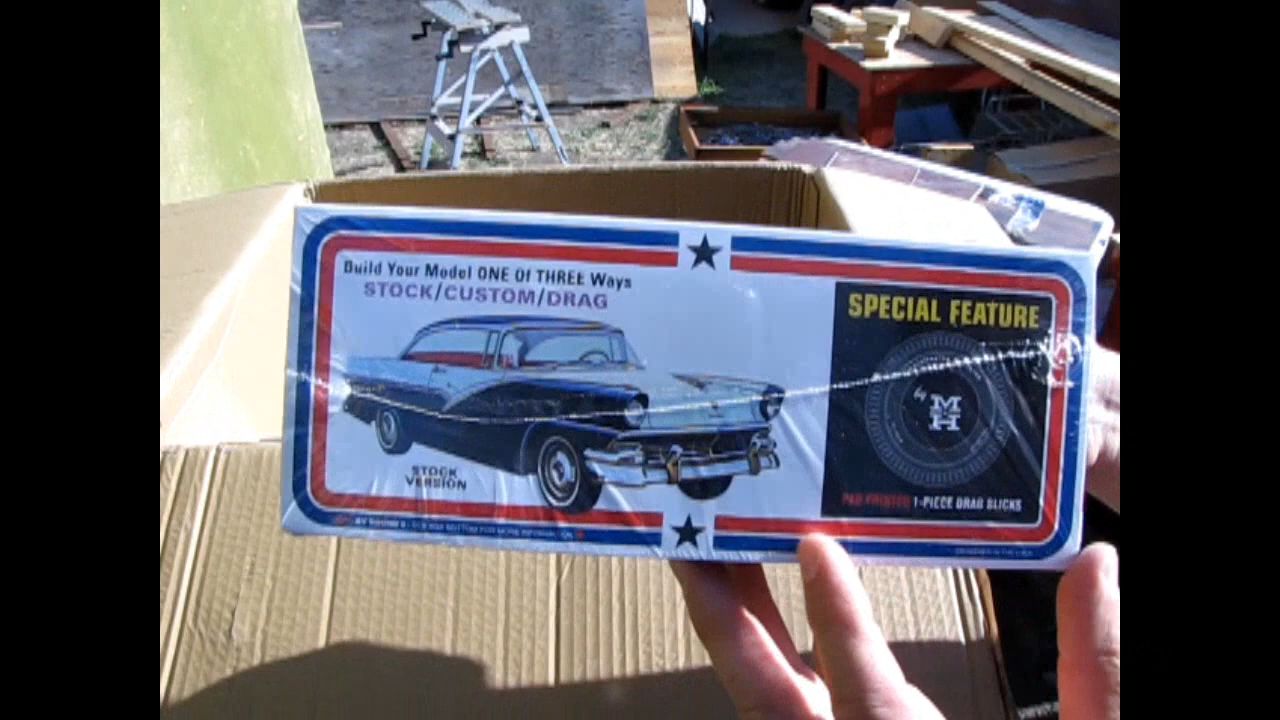 Build Your Model ONE Of THREE Ways
STOCK/CUSTOM/DRAG
STOCK
VERSION
SPECIAL FEATURE
by
M&H
PAD PRINTED 1-PIECE DRAG SLICKS